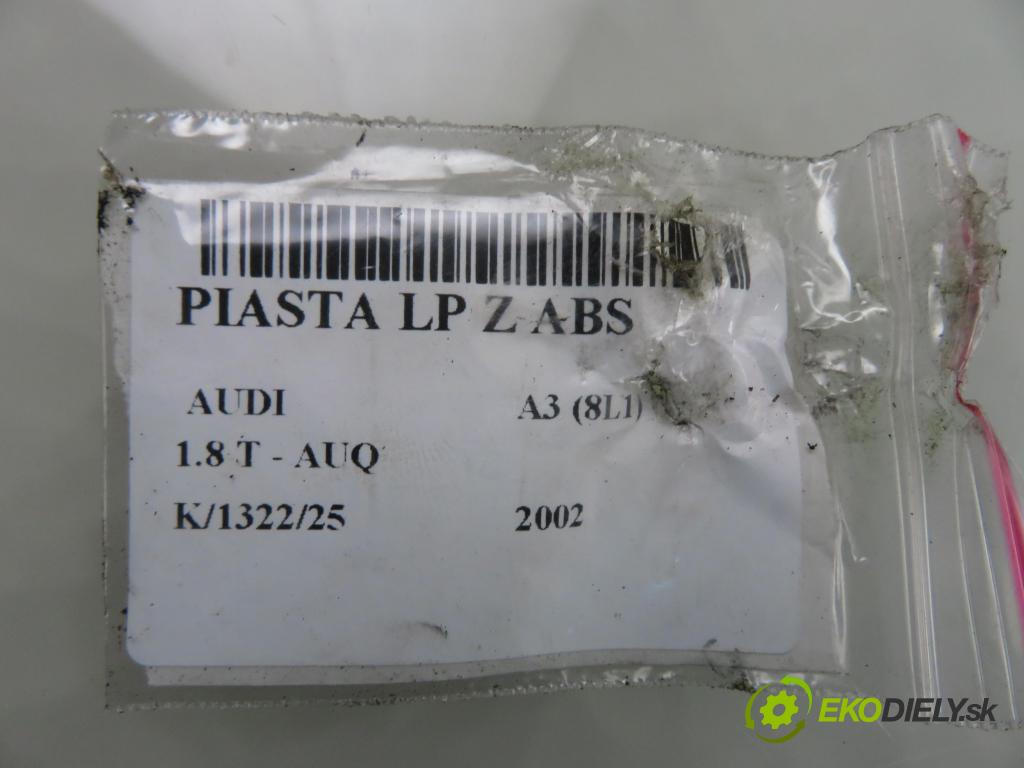 PIASTA LP Z ABS
AUDI A3 (8L1)
1.8 T - AUQ
K/1322/25 2002
EKODIELY.sk